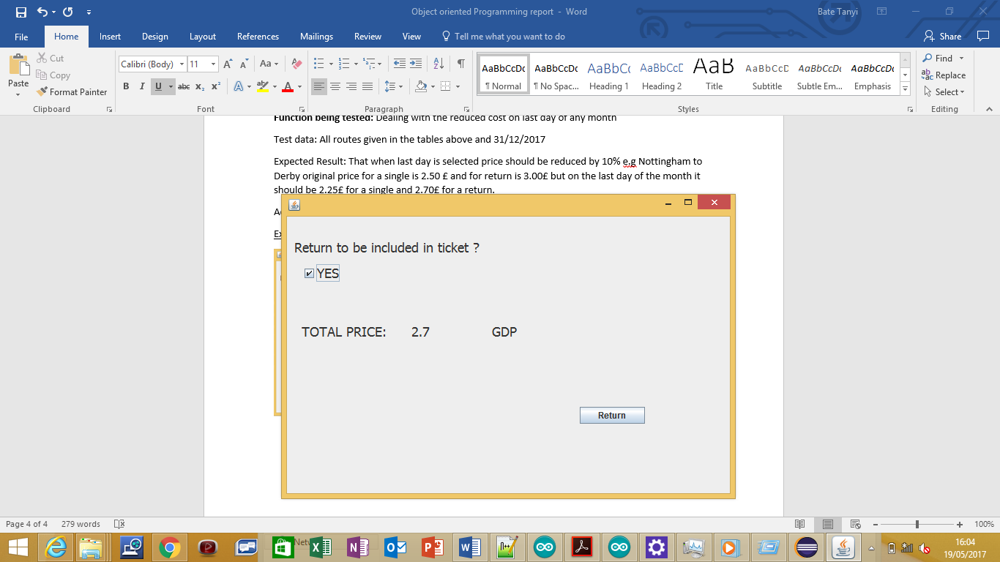 Object oriented Programming report - Word
Bate Tanyi
File Home Insert Design Layout References Mailings Review View Tell me what you want to do Share
Paste
Cut
Copy
Format Painter
Clipboard
Calibri (Body) 11
Font
Paragraph
AaBbCcDc AaBbCcDc AaBbC( AaBbCcD AaB AaBbCcD AaBbCcDt AaBbCcDt
¶ Normal ¶ No Spac... Heading 1 Heading 2 Title Subtitle Subtle Em... Emphasis
Styles
Find
Replace
Select
Editing
Function being tested: Dealing with the reduced cost on last day of any month
Test data: All routes given in the tables above and 31/12/2017
Expected Result: That when last day is selected price should be reduced by 10% e.g Nottingham to
Derby original price for a single is 2.50 £ and for return is 3.00£ but on the last day of the month it
should be 2.25£ for a single and 2.70£ for a return.
Return to be included in ticket ?
YES
TOTAL PRICE: 2.7 GDP
Return
Page 4 of 4 279 words
100%
16:04
19/05/2017